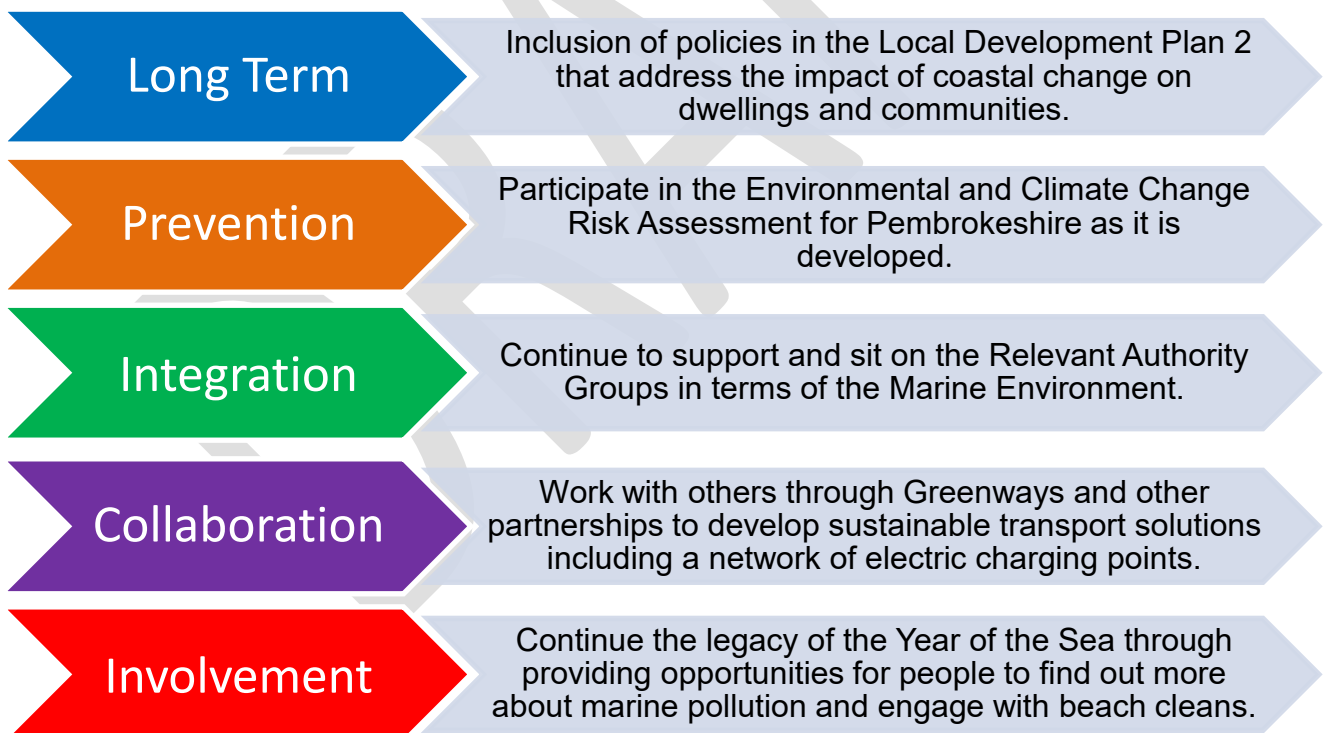 Long Term
Inclusion of policies in the Local Development Plan 2
that address the impact of coastal change on
dwellings and communities.
Prevention
Participate in the Environmental and Climate Change
Risk Assessment for Pembrokeshire as it is
developed.
Integration
Continue to support and sit on the Relevant Authority
Groups in terms of the Marine Environment.
Collaboration
Work with others through Greenways and other
partnerships to develop sustainable transport solutions
including a network of electric charging points.
Involvement
Continue the legacy of the Year of the Sea through
providing opportunities for people to find out more
about marine pollution and engage with beach cleans.